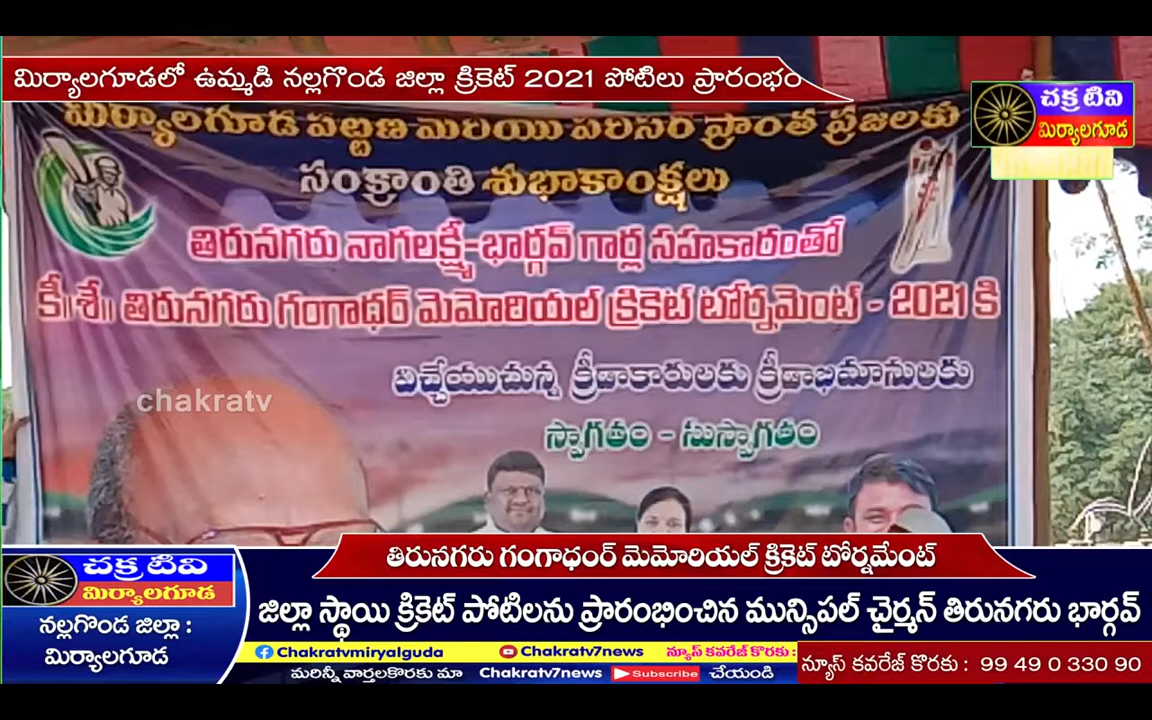 మిర్యాలగూడలో ఉమ్మడి నల్లగొండ జిల్లా క్రికెట్ 2021 పోటిలు ప్రారంభం
చక్ర టివి
మిర్యాలగూడ
మిర్యాలగూడ పట్టణ మరియు పరిసర ప్రాంత ప్రజలకు
సంక్రాంతి శుభాకాంక్షలు
తిరునగరు నాగలక్ష్మీ-భార్గవ్ గార్ల సహకారంతో
కీ॥శే॥ తిరునగరు గంగాధర్ మెమోరియల్ క్రికెట్ టోర్నమెంట్ - 2021 కి
విచ్చేయుచున్న క్రీడాకారులకు క్రీడాభిమానులకు
స్వాగతం - సుస్వాగతం
chakratv
తిరునగరు గంగాధంర్ మెమోరియల్ క్రికెట్ టోర్నమేంట్
చక్ర టివి
మిర్యాలగూడ
నల్లగొండ జిల్లా :
మిర్యాలగూడ
జిల్లా స్థాయి క్రికెట్ పోటిలను ప్రారంభించిన మున్సిపల్ చైర్మన్ తిరునగరు భార్గవ్
Chakratvmiryalguda Chakratv7news న్యూస్ కవరేజ్ కొరకు :
న్యూస్ కవరేజ్ కొరకు : 99 49 0 330 90
మరిన్నీ వార్తలకొరకు మా Chakratv7news Subscribe చేయండి